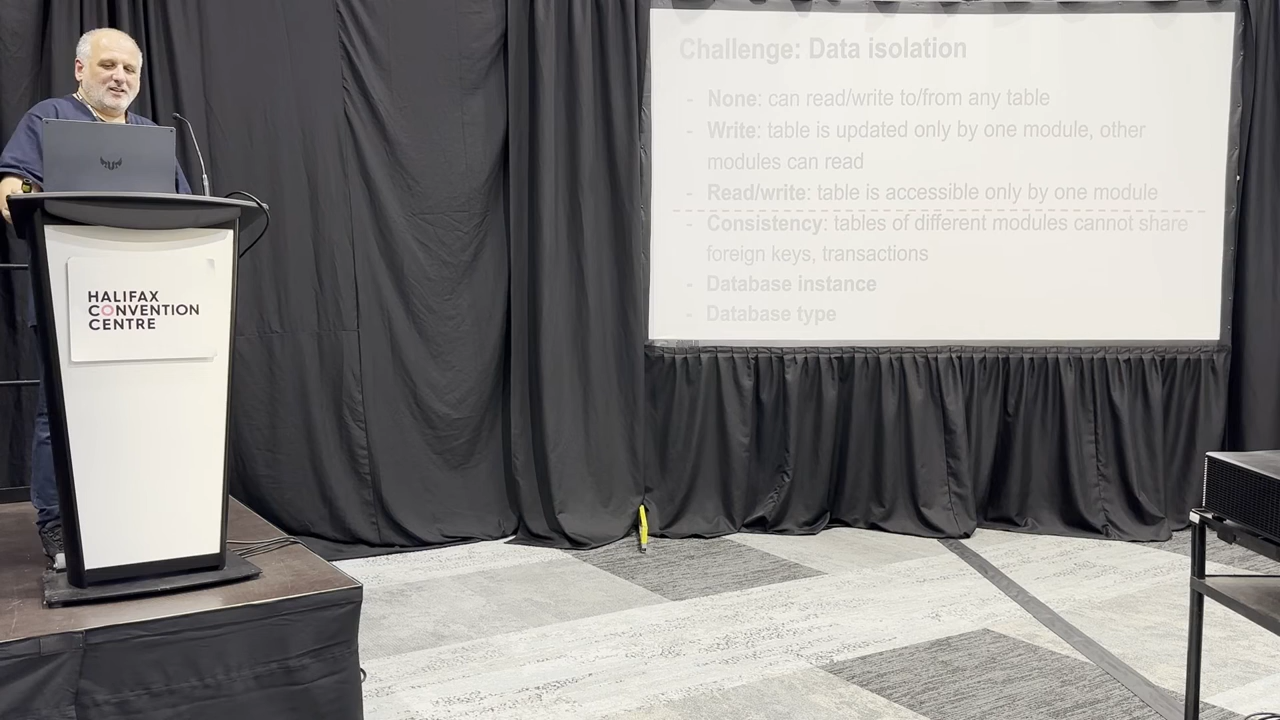 HALIFAX
CONVENTION
CENTRE
Challenge: Data isolation
- None: can read/write to/from any table
- Write: table is updated only by one module, other
modules can read
- Read/write: table is accessible only by one module
- Consistency: tables of different modules cannot share
foreign keys, transactions
- Database instance
- Database type